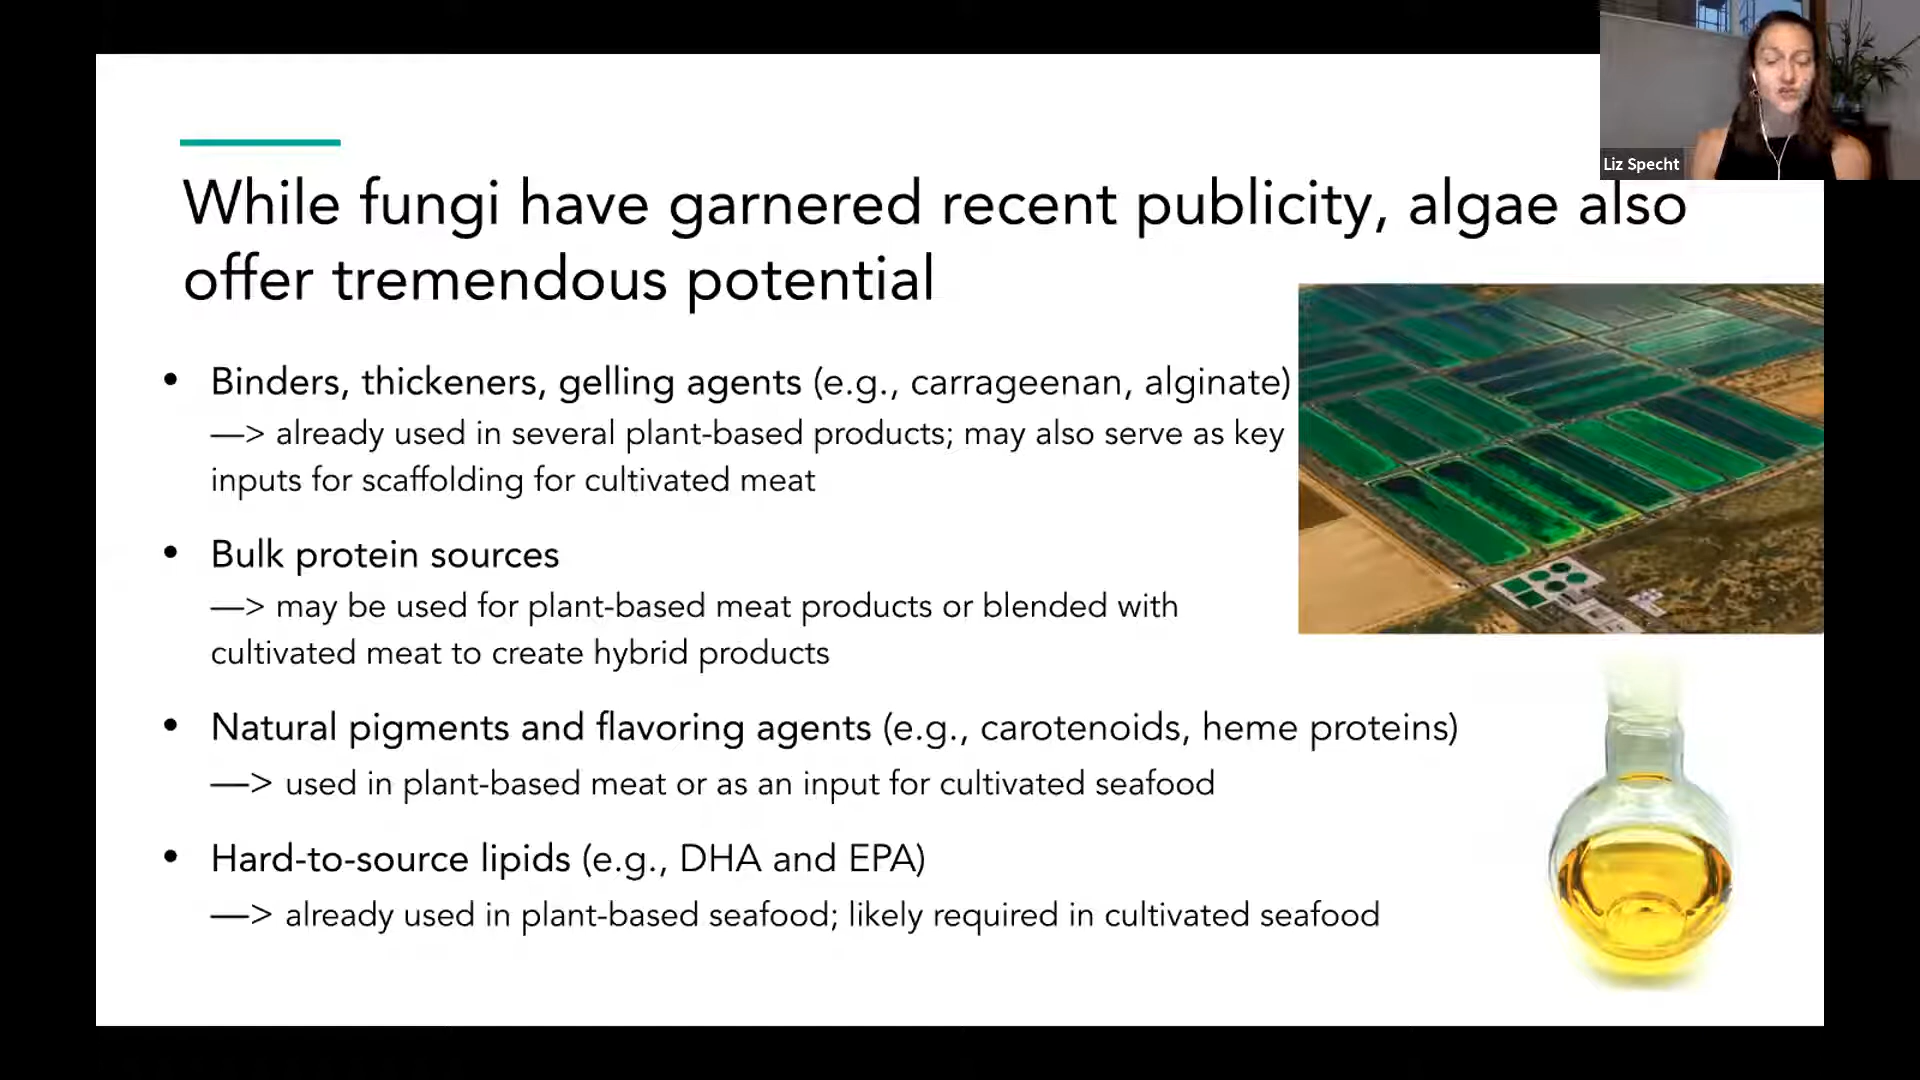 Liz Specht
While fungi have garnered recent publicity, algae also
offer tremendous potential
• Binders, thickeners, gelling agents (e.g., carrageenan, alginate)
—> already used in several plant-based products; may also serve as key
inputs for scaffolding for cultivated meat
• Bulk protein sources
—> may be used for plant-based meat products or blended with
cultivated meat to create hybrid products
• Natural pigments and flavoring agents (e.g., carotenoids, heme proteins)
—> used in plant-based meat or as an input for cultivated seafood
• Hard-to-source lipids (e.g., DHA and EPA)
—> already used in plant-based seafood; likely required in cultivated seafood